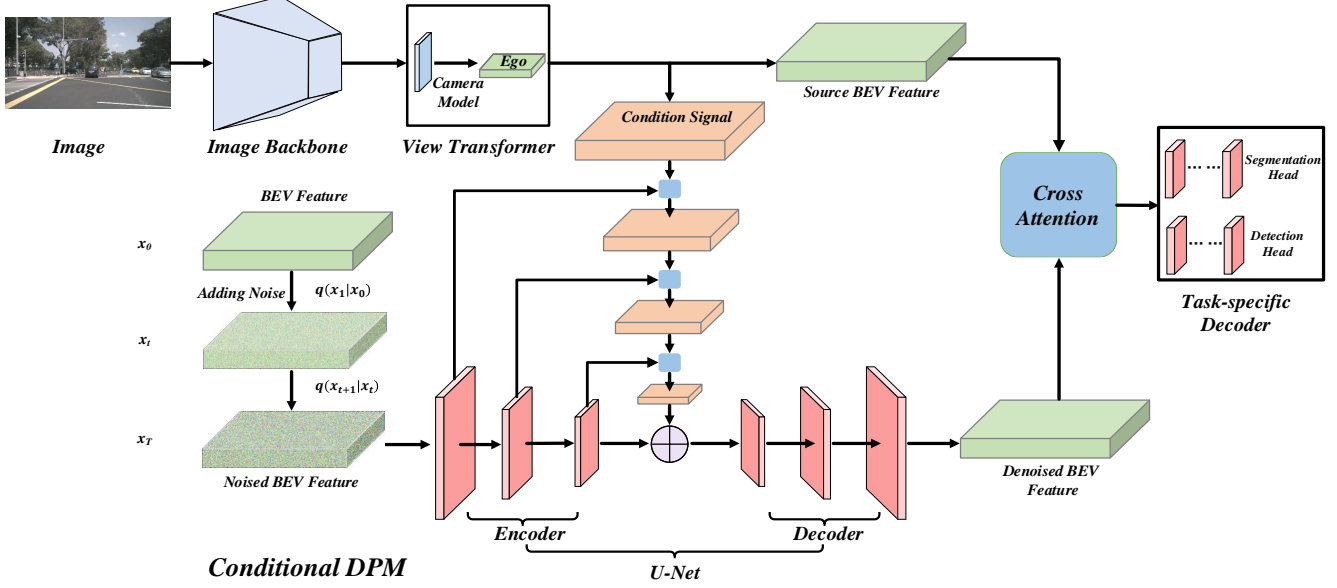 Ego
Camera
Model
Source BEV Feature
Condition Signal
Image
Image Backbone
View Transformer
Segmentation
Head
Cross
Attention
Detection
Head
Task-specific
Decoder
BEV Feature
x₀
Adding Noise
q(x₁|x₀)
xₜ
q(xₜ₊₁|xₜ)
x_T
Noised BEV Feature
Denoised BEV
Feature
Encoder
Decoder
U-Net
Conditional DPM